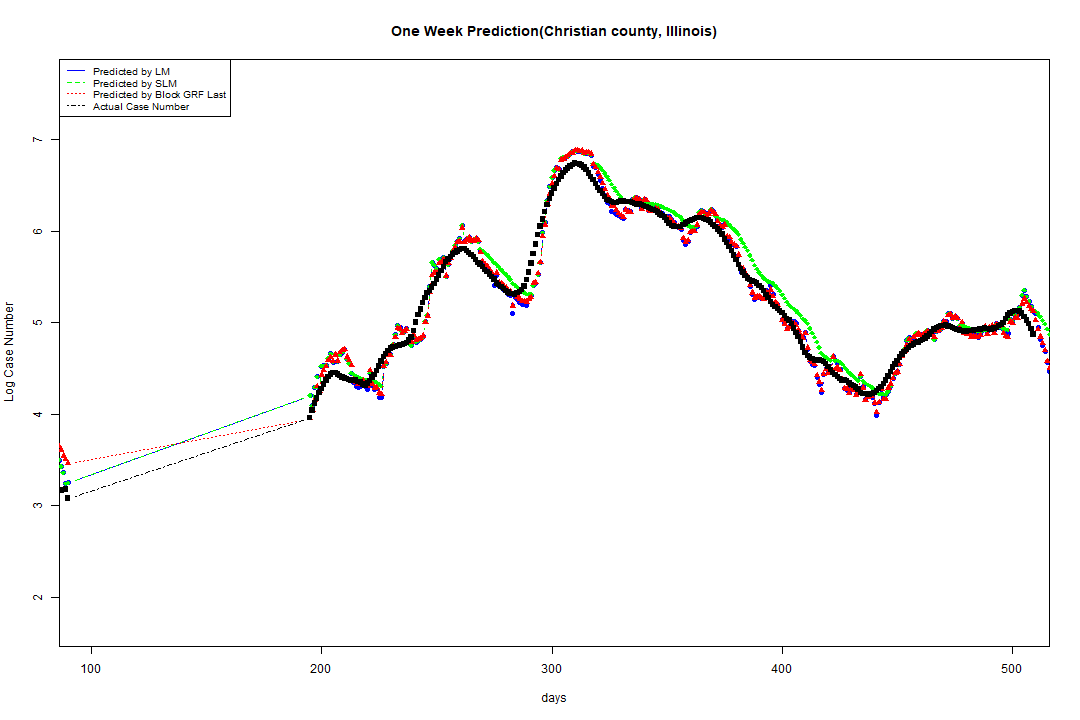 One Week Prediction(Christian county, Illinois)
Predicted by LM
Predicted by SLM
Predicted by Block GRF Last
Actual Case Number
7
6
5
4
3
2
Log Case Number
100 200 300 400 500
days